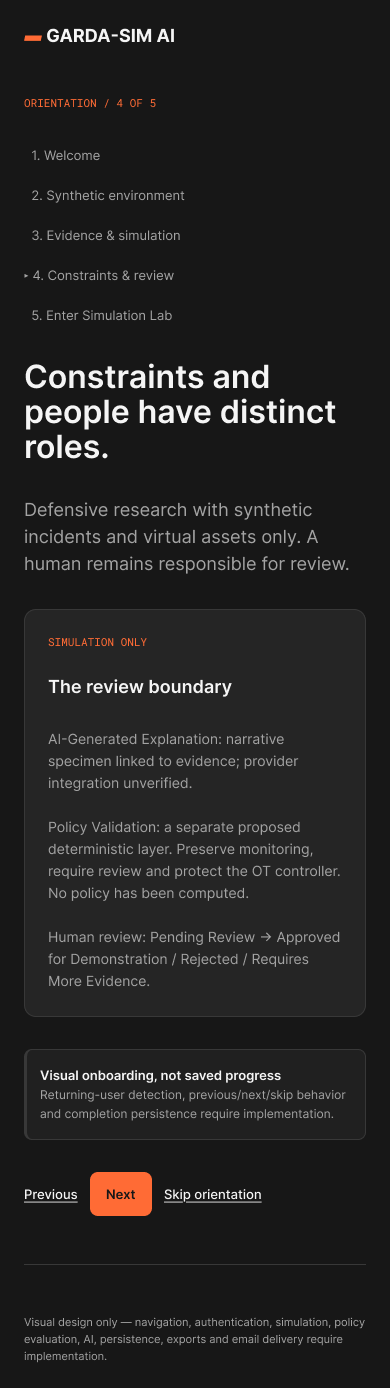 GARDA-SIM AI
ORIENTATION / 4 OF 5
1. Welcome
2. Synthetic environment
3. Evidence & simulation
▸ 4. Constraints & review
5. Enter Simulation Lab
Constraints and
people have distinct
roles.
Defensive research with synthetic
incidents and virtual assets only. A
human remains responsible for review.
SIMULATION ONLY
The review boundary
AI-Generated Explanation: narrative
specimen linked to evidence; provider
integration unverified.
Policy Validation: a separate proposed
deterministic layer. Preserve monitoring,
require review and protect the OT controller.
No policy has been computed.
Human review: Pending Review → Approved
for Demonstration / Rejected / Requires
More Evidence.
Visual onboarding, not saved progress
Returning-user detection, previous/next/skip behavior
and completion persistence require implementation.
Previous Next Skip orientation
Visual design only — navigation, authentication, simulation, policy
evaluation, AI, persistence, exports and email delivery require
implementation.